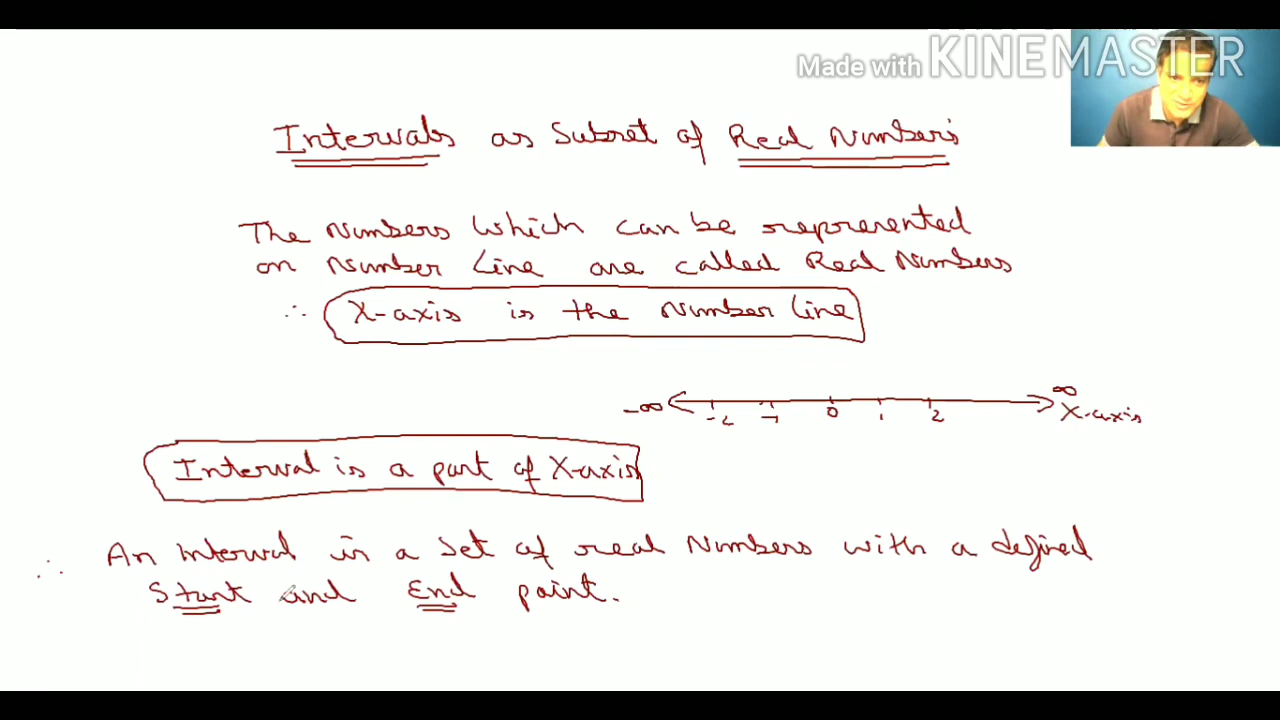 Made with KINEMASTER
Intervals as Subset of Real Numbers
The Numbers which can be represented
on Number Line are called Real Numbers
∴ X-axis is the Number Line
-∞ -2 -1 0 1 2 ∞
X-axis
Interval is a part of X-axis
∴ An interval is a set of real Numbers with a defined
Start and End point.